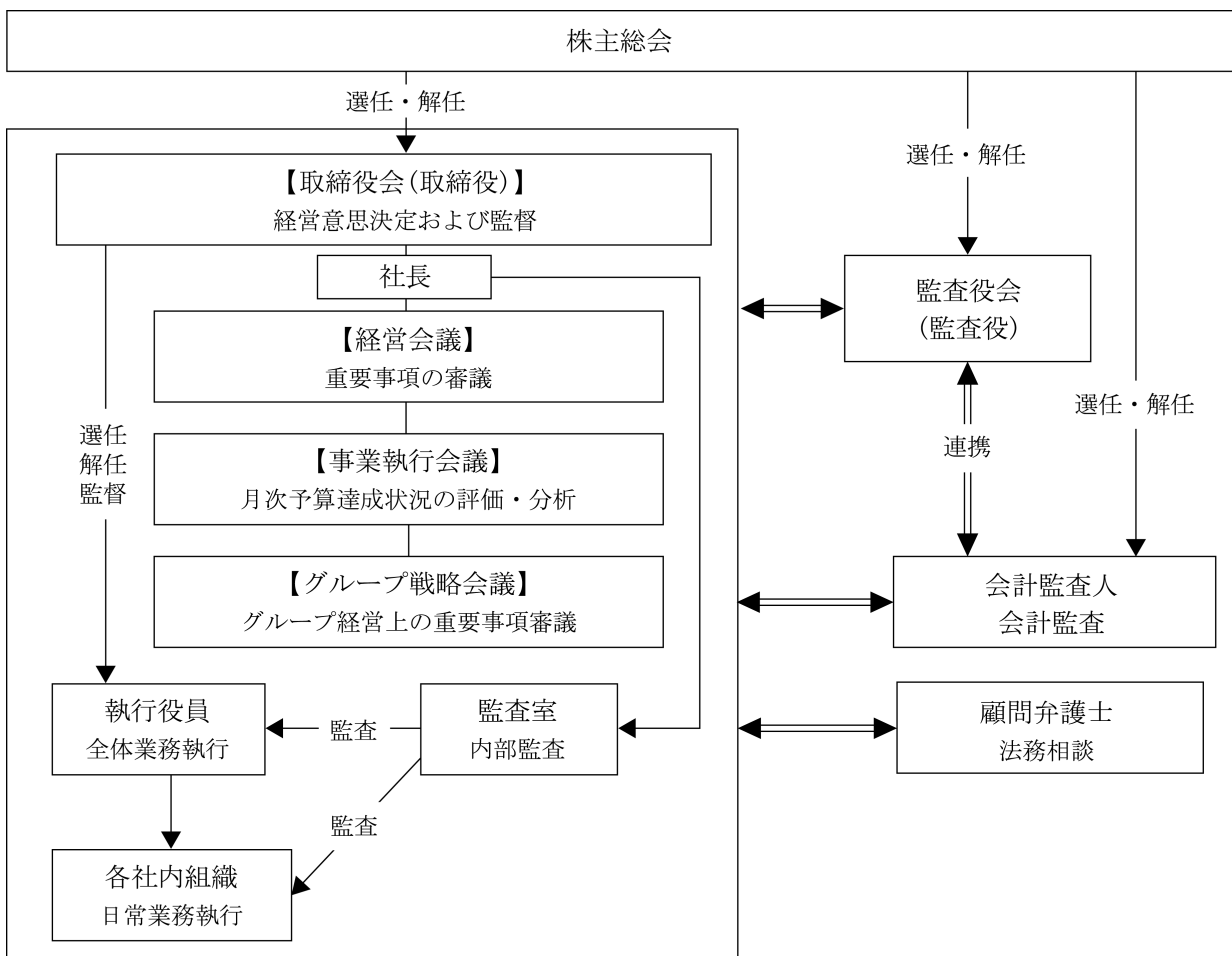 株主総会
選任・解任
選任・解任
【取締役会(取締役)】
経営意思決定および監督
社長
監査役会
(監査役)
【経営会議】
重要事項の審議
選任・解任
選任
解任
監督
連携
【事業執行会議】
月次予算達成状況の評価・分析
【グループ戦略会議】
グループ経営上の重要事項審議
会計監査人
会計監査
執行役員
全体業務執行
監査
監査室
内部監査
顧問弁護士
法務相談
監査
各社内組織
日常業務執行